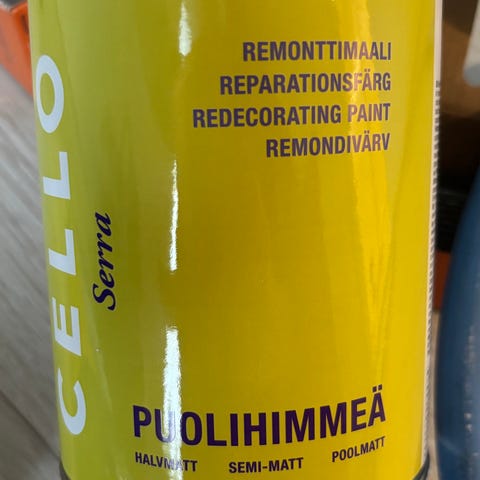 REMONTTIMAALI
REPARATIONSFÄRG
REDECORATING PAINT
REMONDIVÄRV
CELLO
Serra
PUOLIHIMMEÄ
HALVMATT SEMI-MATT POOLMATT